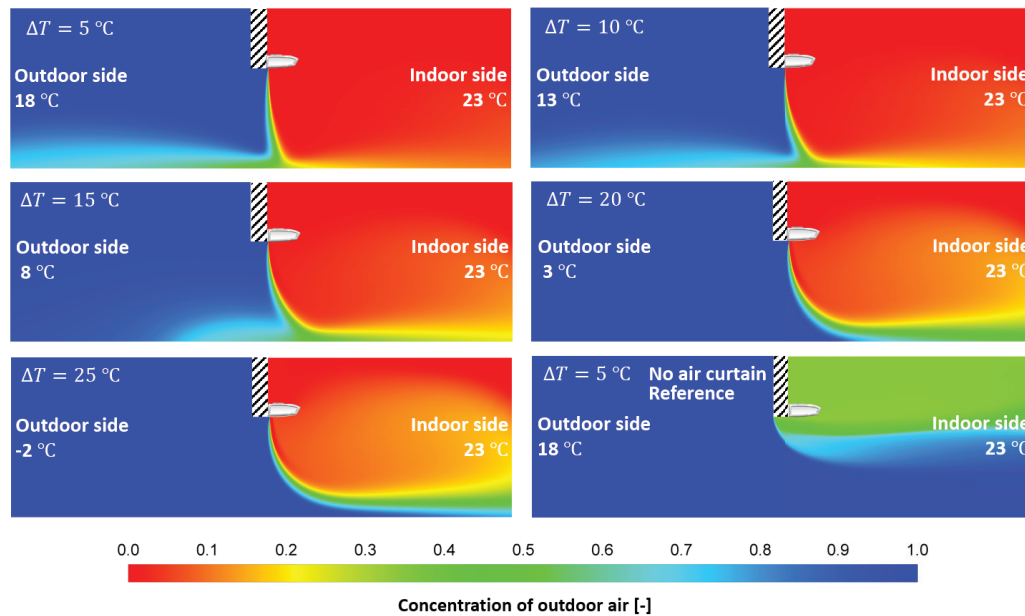 ΔT = 5 °C
Outdoor side
18 °C
Indoor side
23 °C
ΔT = 10 °C
Outdoor side
13 °C
Indoor side
23 °C
ΔT = 15 °C
Outdoor side
8 °C
Indoor side
23 °C
ΔT = 20 °C
Outdoor side
3 °C
Indoor side
23 °C
ΔT = 25 °C
Outdoor side
-2 °C
Indoor side
23 °C
ΔT = 5 °C
No air curtain
Reference
Outdoor side
18 °C
Indoor side
23 °C
0.0 0.1 0.2 0.3 0.4 0.5 0.6 0.7 0.8 0.9 1.0
Concentration of outdoor air [-]